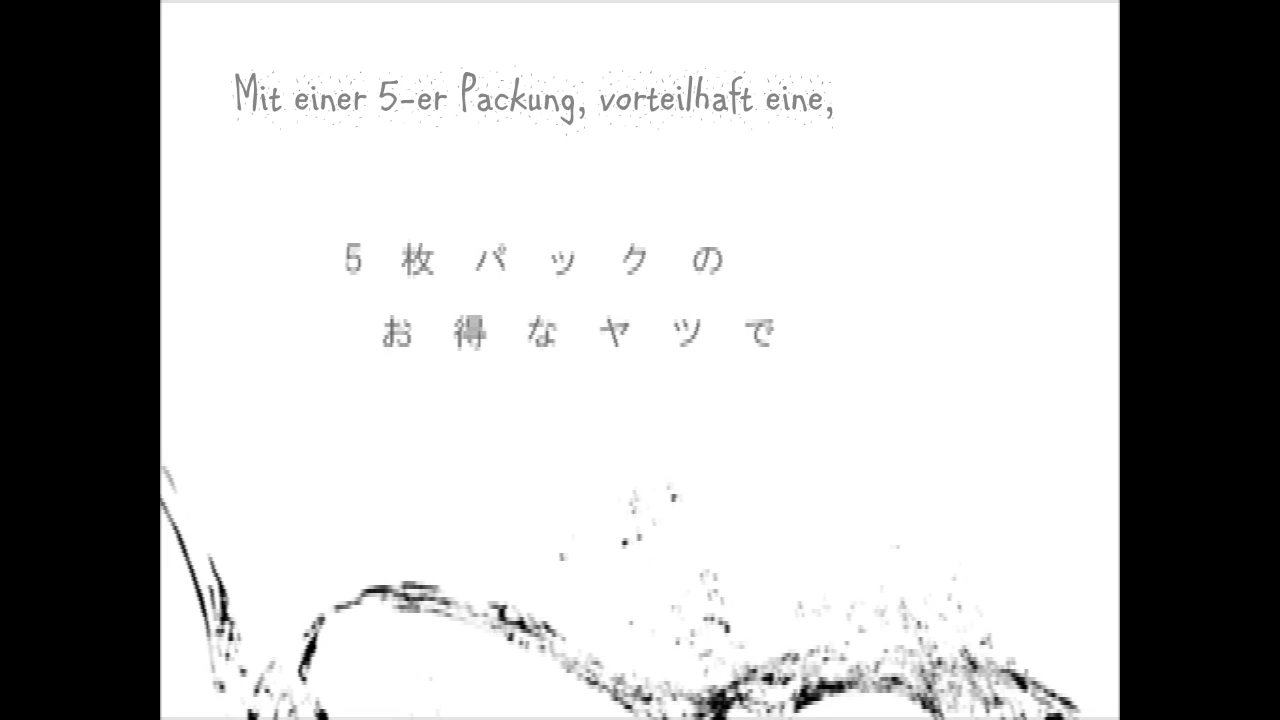 Mit einer 5-er Packung, vorteilhaft eine,
5枚パックの
お得なヤツで